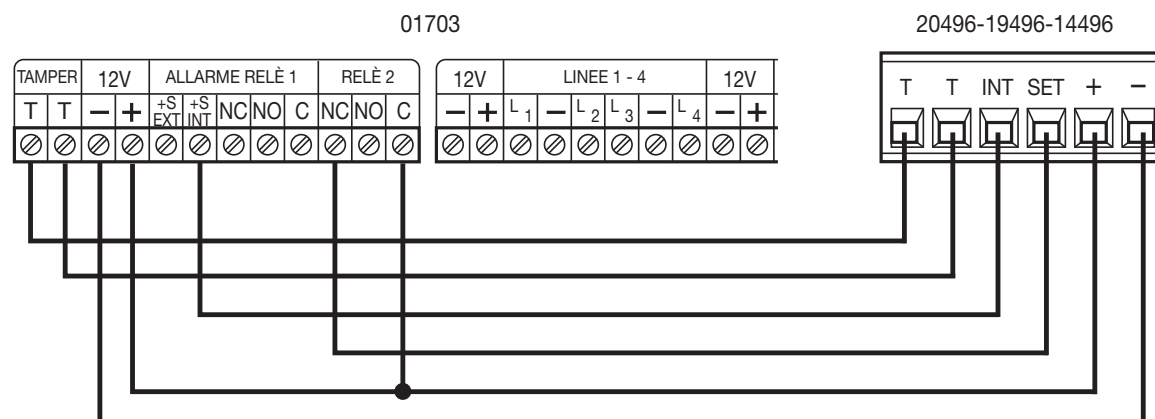 01703
20496-19496-14496
TAMPER 12V ALLARME RELÈ 1 RELÈ 2
T T − + +S EXT +S INT NC NO C NC NO C
12V LINEE 1 - 4 12V
− + L1 − L2 L3 − L4 − +
T T INT SET + −